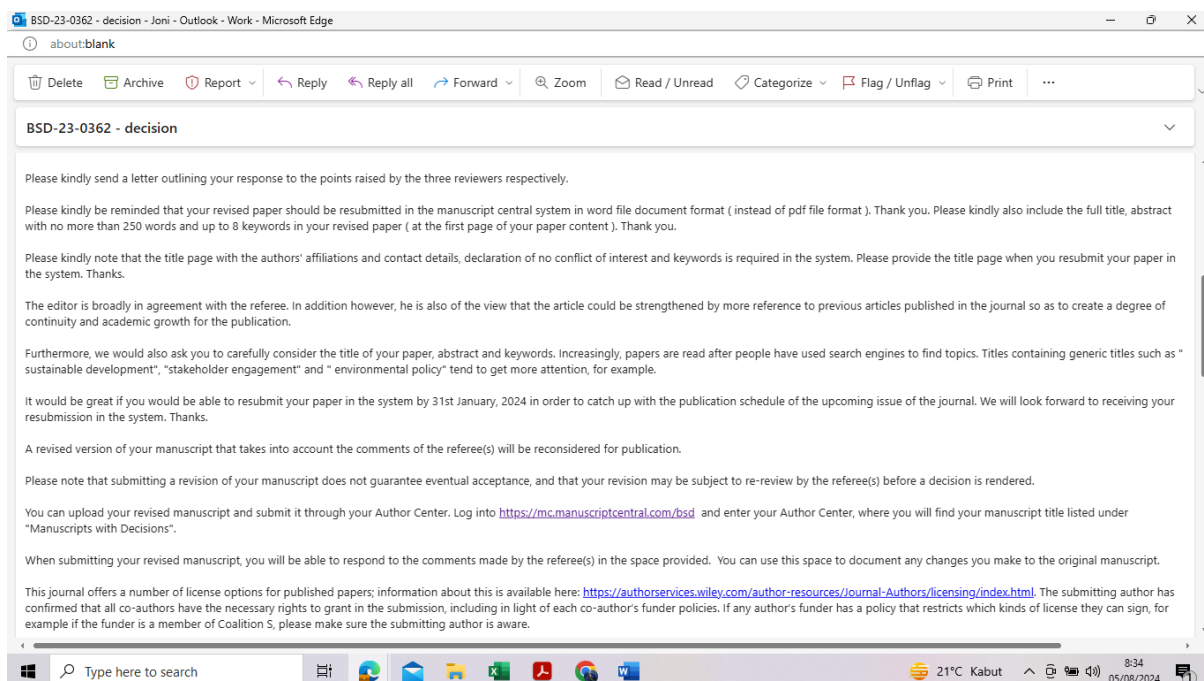 BSD-23-0362 - decision - Joni - Outlook - Work - Microsoft Edge
about:blank
Delete Archive Report Reply Reply all Forward Zoom Read / Unread Categorize Flag / Unflag Print ...
BSD-23-0362 - decision
Please kindly send a letter outlining your response to the points raised by the three reviewers respectively.
Please kindly be reminded that your revised paper should be resubmitted in the manuscript central system in word file document format ( instead of pdf file format ). Thank you. Please kindly also include the full title, abstract
with no more than 250 words and up to 8 keywords in your revised paper ( at the first page of your paper content ). Thank you.
Please kindly note that the title page with the authors' affiliations and contact details, declaration of no conflict of interest and keywords is required in the system. Please provide the title page when you resubmit your paper in
the system. Thanks.
The editor is broadly in agreement with the referee. In addition however, he is also of the view that the article could be strengthened by more reference to previous articles published in the journal so as to create a degree of
continuity and academic growth for the publication.
Furthermore, we would also ask you to carefully consider the title of your paper, abstract and keywords. Increasingly, papers are read after people have used search engines to find topics. Titles containing generic titles such as "
sustainable development", "stakeholder engagement" and " environmental policy" tend to get more attention, for example.
It would be great if you would be able to resubmit your paper in the system by 31st January, 2024 in order to catch up with the publication schedule of the upcoming issue of the journal. We will look forward to receiving your
resubmission in the system. Thanks.
A revised version of your manuscript that takes into account the comments of the referee(s) will be reconsidered for publication.
Please note that submitting a revision of your manuscript does not guarantee eventual acceptance, and that your revision may be subject to re-review by the referee(s) before a decision is rendered.
You can upload your revised manuscript and submit it through your Author Center. Log into https://mc.manuscriptcentral.com/bsd and enter your Author Center, where you will find your manuscript title listed under
"Manuscripts with Decisions".
When submitting your revised manuscript, you will be able to respond to the comments made by the referee(s) in the space provided. You can use this space to document any changes you make to the original manuscript.
This journal offers a number of license options for published papers; information about this is available here: https://authorservices.wiley.com/author-resources/Journal-Authors/licensing/index.html. The submitting author has
confirmed that all co-authors have the necessary rights to grant in the submission, including in light of each co-author's funder policies. If any author's funder has a policy that restricts which kinds of license they can sign, for
example if the funder is a member of Coalition S, please make sure the submitting author is aware.
Type here to search
21°C Kabut
8:34
05/08/2024